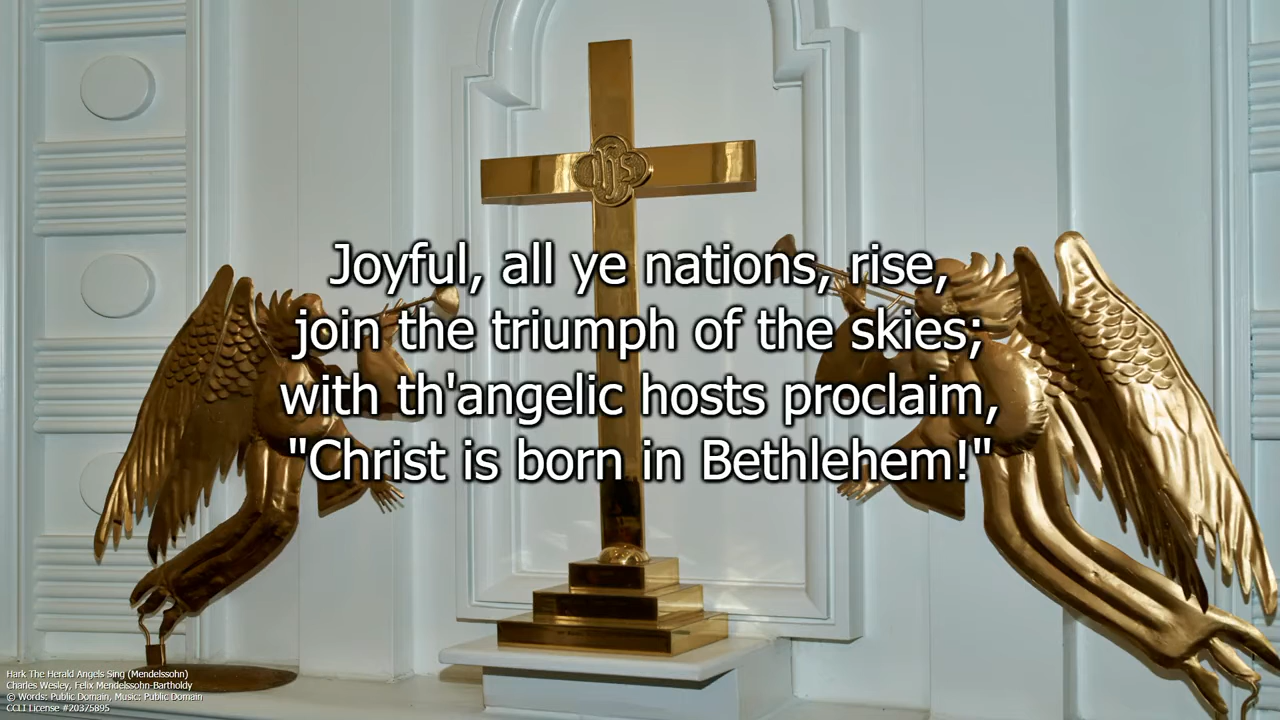 IHS
Joyful, all ye nations, rise,
join the triumph of the skies;
with th'angelic hosts proclaim,
"Christ is born in Bethlehem!"
Hark The Herald Angels Sing (Mendelssohn)
Charles Wesley, Felix Mendelssohn-Bartholdy
© Words: Public Domain, Music: Public Domain
CCLI License #20375895